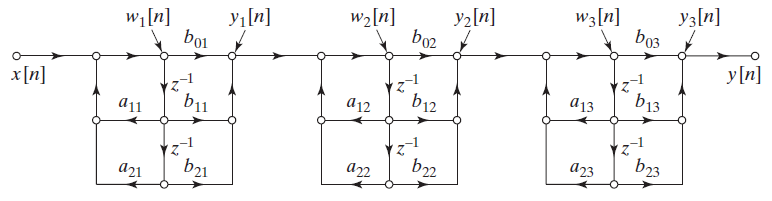 w₁[n] y₁[n] w₂[n] y₂[n] w₃[n] y₃[n]
b₀₁ b₀₂ b₀₃
x[n] y[n]
z⁻¹ z⁻¹ z⁻¹
a₁₁ b₁₁ a₁₂ b₁₂ a₁₃ b₁₃
z⁻¹ z⁻¹ z⁻¹
a₂₁ b₂₁ a₂₂ b₂₂ a₂₃ b₂₃